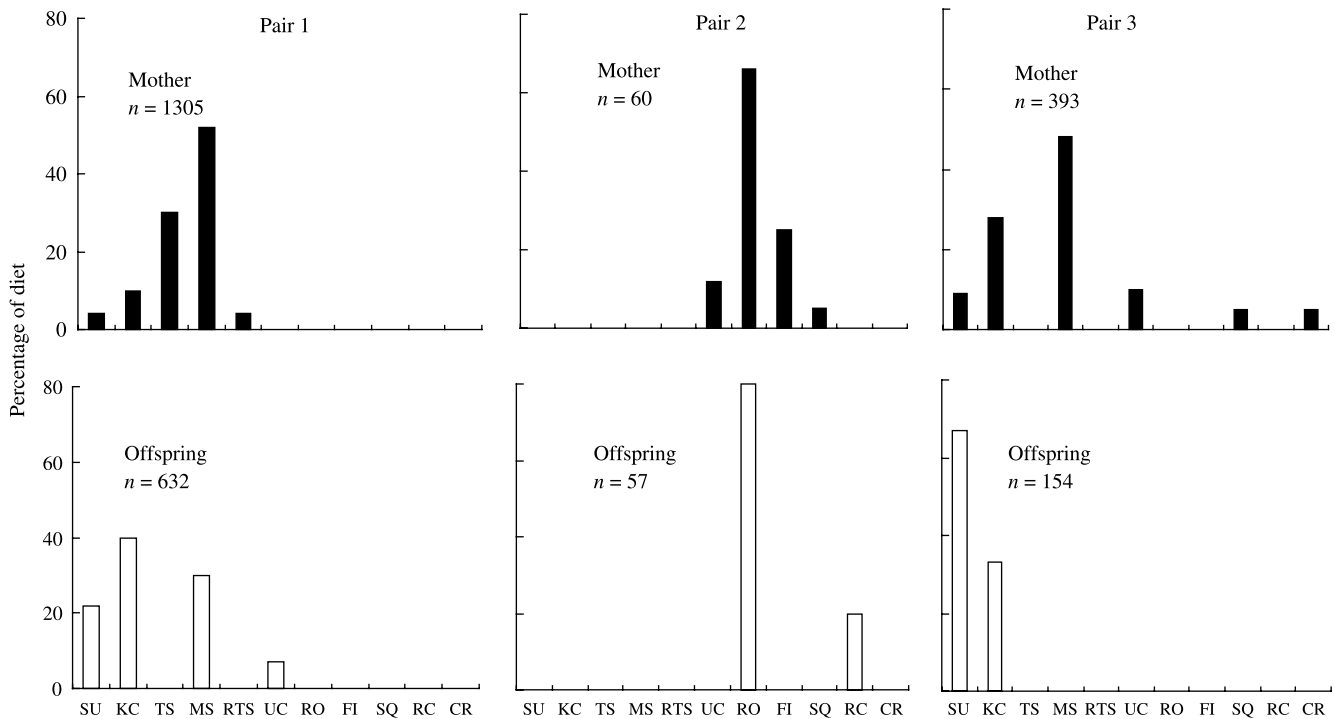 Pair 1
Pair 2
Pair 3
80
60
40
20
0
Mother
n = 1305
Mother
n = 60
Mother
n = 393
Percentage of diet
80
60
40
20
0
Offspring
n = 632
Offspring
n = 57
Offspring
n = 154
SU KC TS MS RTS UC RO FI SQ RC CR
SU KC TS MS RTS UC RO FI SQ RC CR
SU KC TS MS RTS UC RO FI SQ RC CR